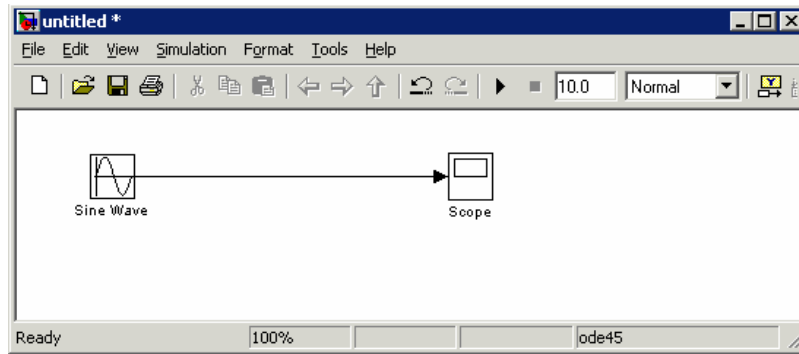 untitled *
File Edit View Simulation Format Tools Help
10.0 Normal
Sine Wave
Scope
Ready 100% ode45